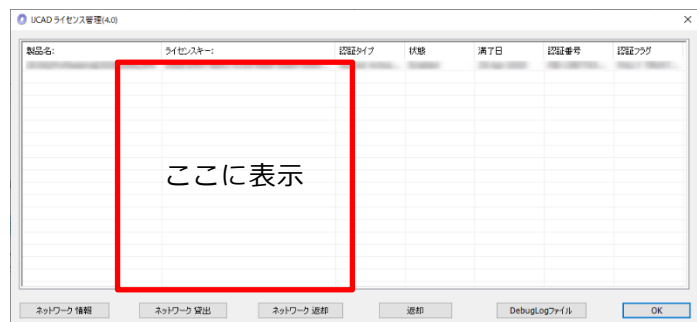 IJCAD ライセンス管理(4.0)
製品名:
ライセンスキー:
認証タイプ
状態
満了日
認証番号
認証フラグ
ここに表示
ネットワーク 情報
ネットワーク 貸出
ネットワーク 返却
返却
DebugLogファイル
OK